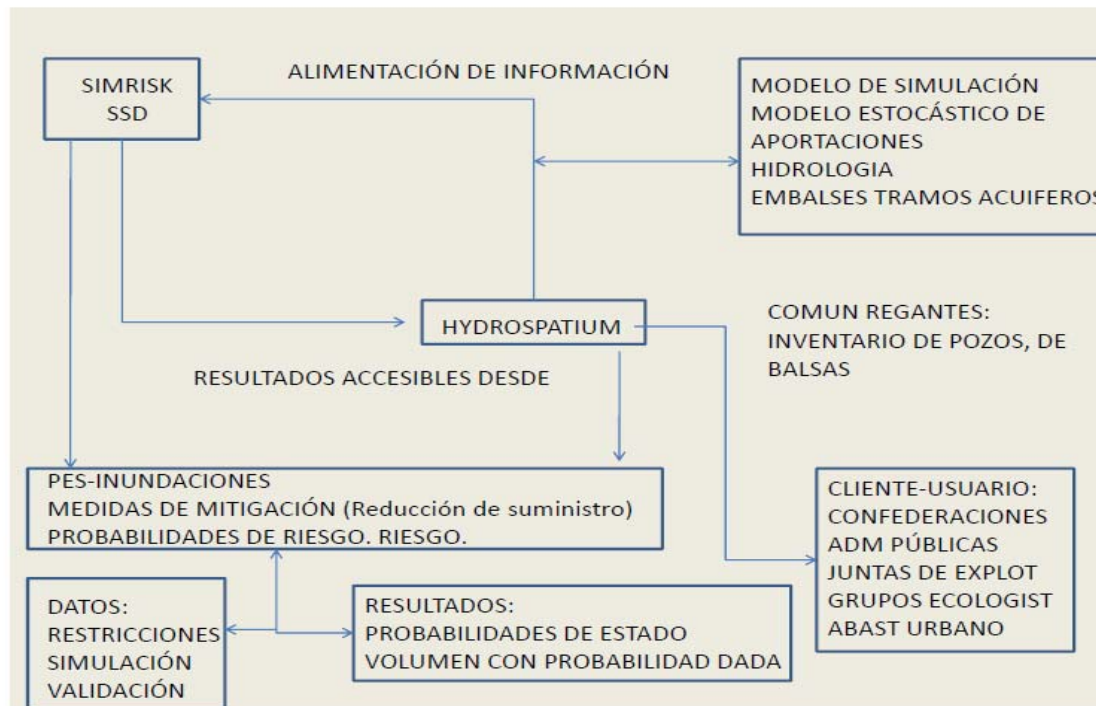 SIMRISK
SSD
ALIMENTACIÓN DE INFORMACIÓN
MODELO DE SIMULACIÓN
MODELO ESTOCÁSTICO DE
APORTACIONES
HIDROLOGIA
EMBALSES TRAMOS ACUIFEROS
HYDROSPATIUM
COMUN REGANTES:
INVENTARIO DE POZOS, DE
BALSAS
RESULTADOS ACCESIBLES DESDE
PES-INUNDACIONES
MEDIDAS DE MITIGACIÓN (Reducción de suministro)
PROBABILIDADES DE RIESGO. RIESGO.
CLIENTE-USUARIO:
CONFEDERACIONES
ADM PÚBLICAS
JUNTAS DE EXPLOT
GRUPOS ECOLOGIST
ABAST URBANO
DATOS:
RESTRICCIONES
SIMULACIÓN
VALIDACIÓN
RESULTADOS:
PROBABILIDADES DE ESTADO
VOLUMEN CON PROBABILIDAD DADA